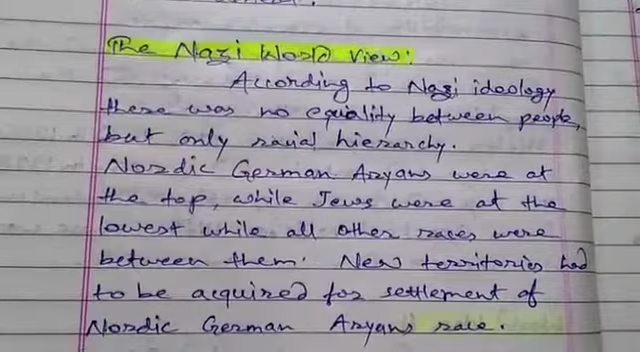 The Nazi World View:
According to Nazi ideology
there was no equality between people,
but only racial hierarchy.
Nordic German Aryans were at
the top, while Jews were at the
lowest while all other races were
between them. New territories had
to be acquired for settlement of
Nordic German Aryans race.